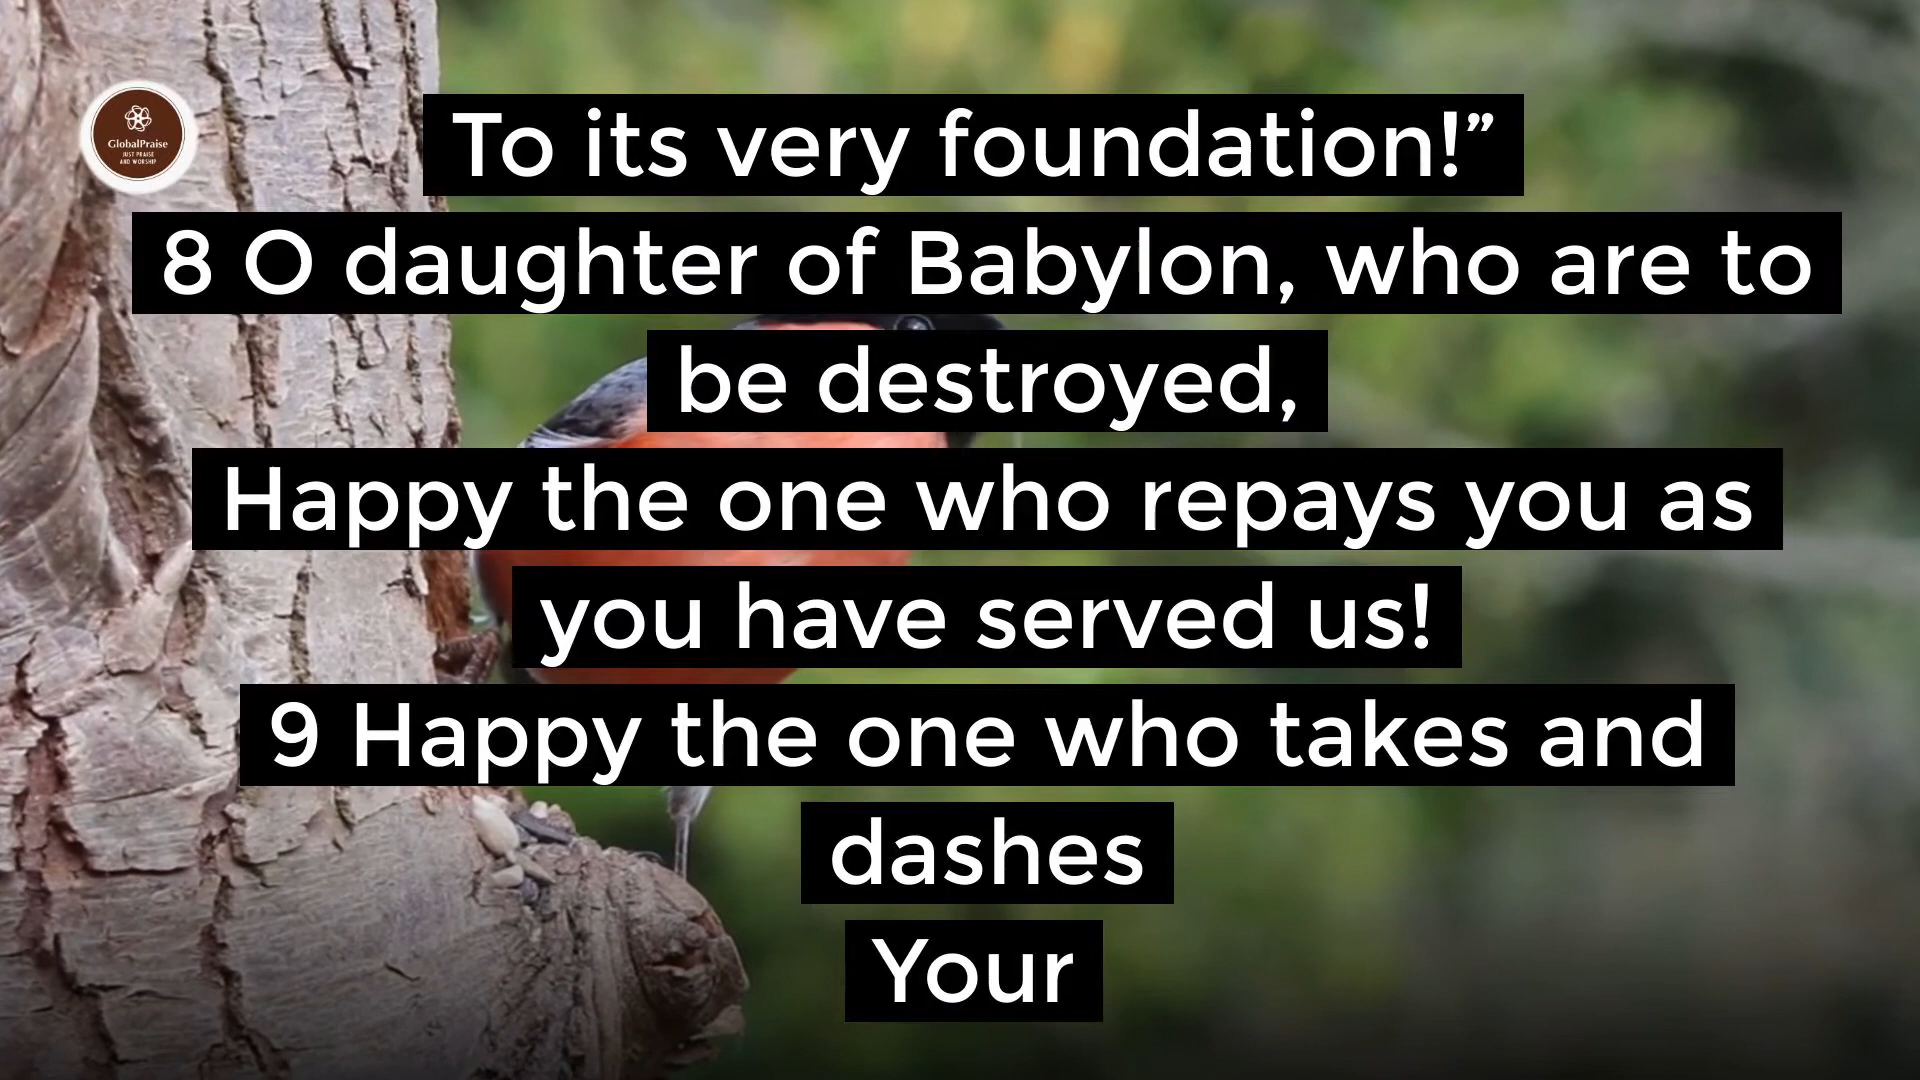 GlobalPraise
JUST PRAISE
AND WORSHIP
To its very foundation!”
8 O daughter of Babylon, who are to
be destroyed,
Happy the one who repays you as
you have served us!
9 Happy the one who takes and
dashes
Your